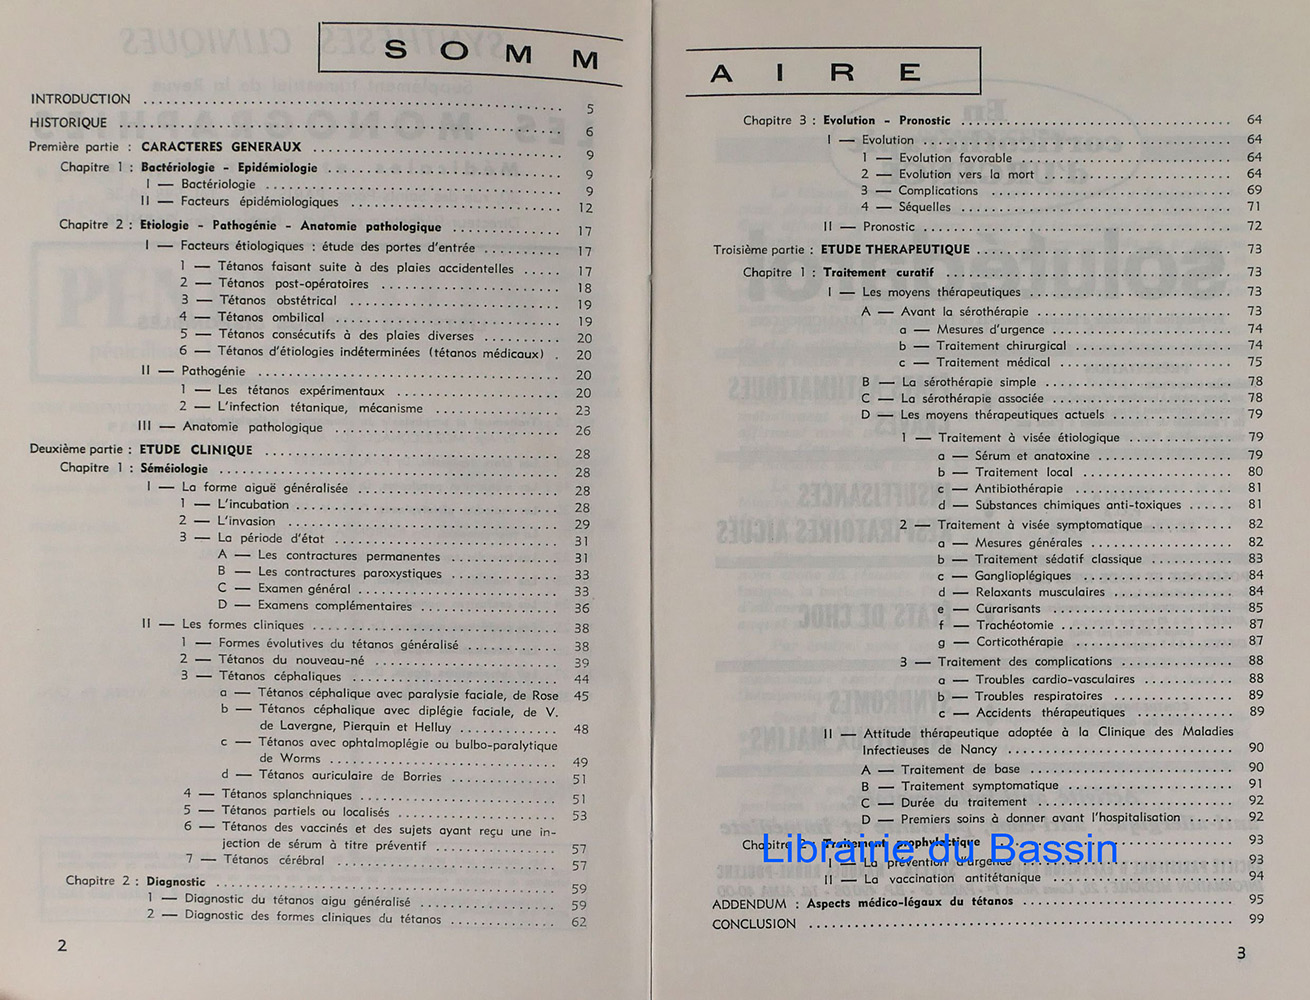 SOMM
INTRODUCTION ........ 5
HISTORIQUE ........ 6
Première partie : CARACTERES GENERAUX ........ 9
Chapitre 1 : Bactériologie - Epidémiologie ........ 9
I — Bactériologie ........ 9
II — Facteurs épidémiologiques ........ 12
Chapitre 2 : Etiologie - Pathogénie - Anatomie pathologique ........ 17
I — Facteurs étiologiques : étude des portes d'entrée ........ 17
1 — Tétanos faisant suite à des plaies accidentelles ..... 17
2 — Tétanos post-opératoires ........ 18
3 — Tétanos obstétrical ........ 19
4 — Tétanos ombilical ........ 19
5 — Tétanos consécutifs à des plaies diverses ........ 20
6 — Tétanos d'étiologies indéterminées (tétanos médicaux) . 20
II — Pathogénie ........ 20
1 — Les tétanos expérimentaux ........ 20
2 — L'infection tétanique, mécanisme ........ 23
III — Anatomie pathologique ........ 26
Deuxième partie : ETUDE CLINIQUE ........ 28
Chapitre 1 : Séméiologie ........ 28
I — La forme aiguë généralisée ........ 28
1 — L'incubation ........ 28
2 — L'invasion ........ 29
3 — La période d'état ........ 31
A — Les contractures permanentes ........ 31
B — Les contractures paroxystiques ........ 33
C — Examen général ........ 33
D — Examens complémentaires ........ 36
II — Les formes cliniques ........ 38
1 — Formes évolutives du tétanos généralisé ........ 38
2 — Tétanos du nouveau-né ........ 39
3 — Tétanos céphaliques ........ 44
a — Tétanos céphalique avec paralysie faciale, de Rose 45
b — Tétanos céphalique avec diplégie faciale, de V.
de Lavergne, Pierquin et Helluy ........ 48
c — Tétanos avec ophtalmoplégie ou bulbo-paralytique
de Worms ........ 49
d — Tétanos auriculaire de Borries ........ 51
4 — Tétanos splanchniques ........ 51
5 — Tétanos partiels ou localisés ........ 53
6 — Tétanos des vaccinés et des sujets ayant reçu une in-
jection de sérum à titre préventif ........ 57
7 — Tétanos cérébral ........ 57
Chapitre 2 : Diagnostic ........ 59
1 — Diagnostic du tétanos aigu généralisé ........ 59
2 — Diagnostic des formes cliniques du tétanos ........ 62
2
AIRE
Chapitre 3 : Evolution - Pronostic ........ 64
I — Evolution ........ 64
1 — Evolution favorable ........ 64
2 — Evolution vers la mort ........ 64
3 — Complications ........ 69
4 — Séquelles ........ 71
II — Pronostic ........ 72
Troisième partie : ETUDE THERAPEUTIQUE ........ 73
Chapitre 1 : Traitement curatif ........ 73
I — Les moyens thérapeutiques ........ 73
A — Avant la sérothérapie ........ 73
a — Mesures d'urgence ........ 74
b — Traitement chirurgical ........ 74
c — Traitement médical ........ 75
B — La sérothérapie simple ........ 78
C — La sérothérapie associée ........ 78
D — Les moyens thérapeutiques actuels ........ 79
1 — Traitement à visée étiologique ........ 79
a — Sérum et anatoxine ........ 79
b — Traitement local ........ 80
c — Antibiothérapie ........ 81
d — Substances chimiques anti-toxiques ...... 81
2 — Traitement à visée symptomatique ........ 82
a — Mesures générales ........ 82
b — Traitement sédatif classique ........ 83
c — Ganglioplégiques ........ 84
d — Relaxants musculaires ........ 84
e — Curarisants ........ 85
f — Trachéotomie ........ 87
g — Corticothérapie ........ 87
3 — Traitement des complications ........ 88
a — Troubles cardio-vasculaires ........ 88
b — Troubles respiratoires ........ 89
c — Accidents thérapeutiques ........ 89
II — Attitude thérapeutique adoptée à la Clinique des Maladies
Infectieuses de Nancy ........ 90
A — Traitement de base ........ 90
B — Traitement symptomatique ........ 91
C — Durée du traitement ........ 92
D — Premiers soins à donner avant l'hospitalisation ...... 92
Chapitre 2 : Traitement prophylactique ........ 93
Librairie du Bassin
I — La prévention d'urgence ........ 93
II — La vaccination antitétanique ........ 94
ADDENDUM : Aspects médico-légaux du tétanos ........ 95
CONCLUSION ........ 99
3